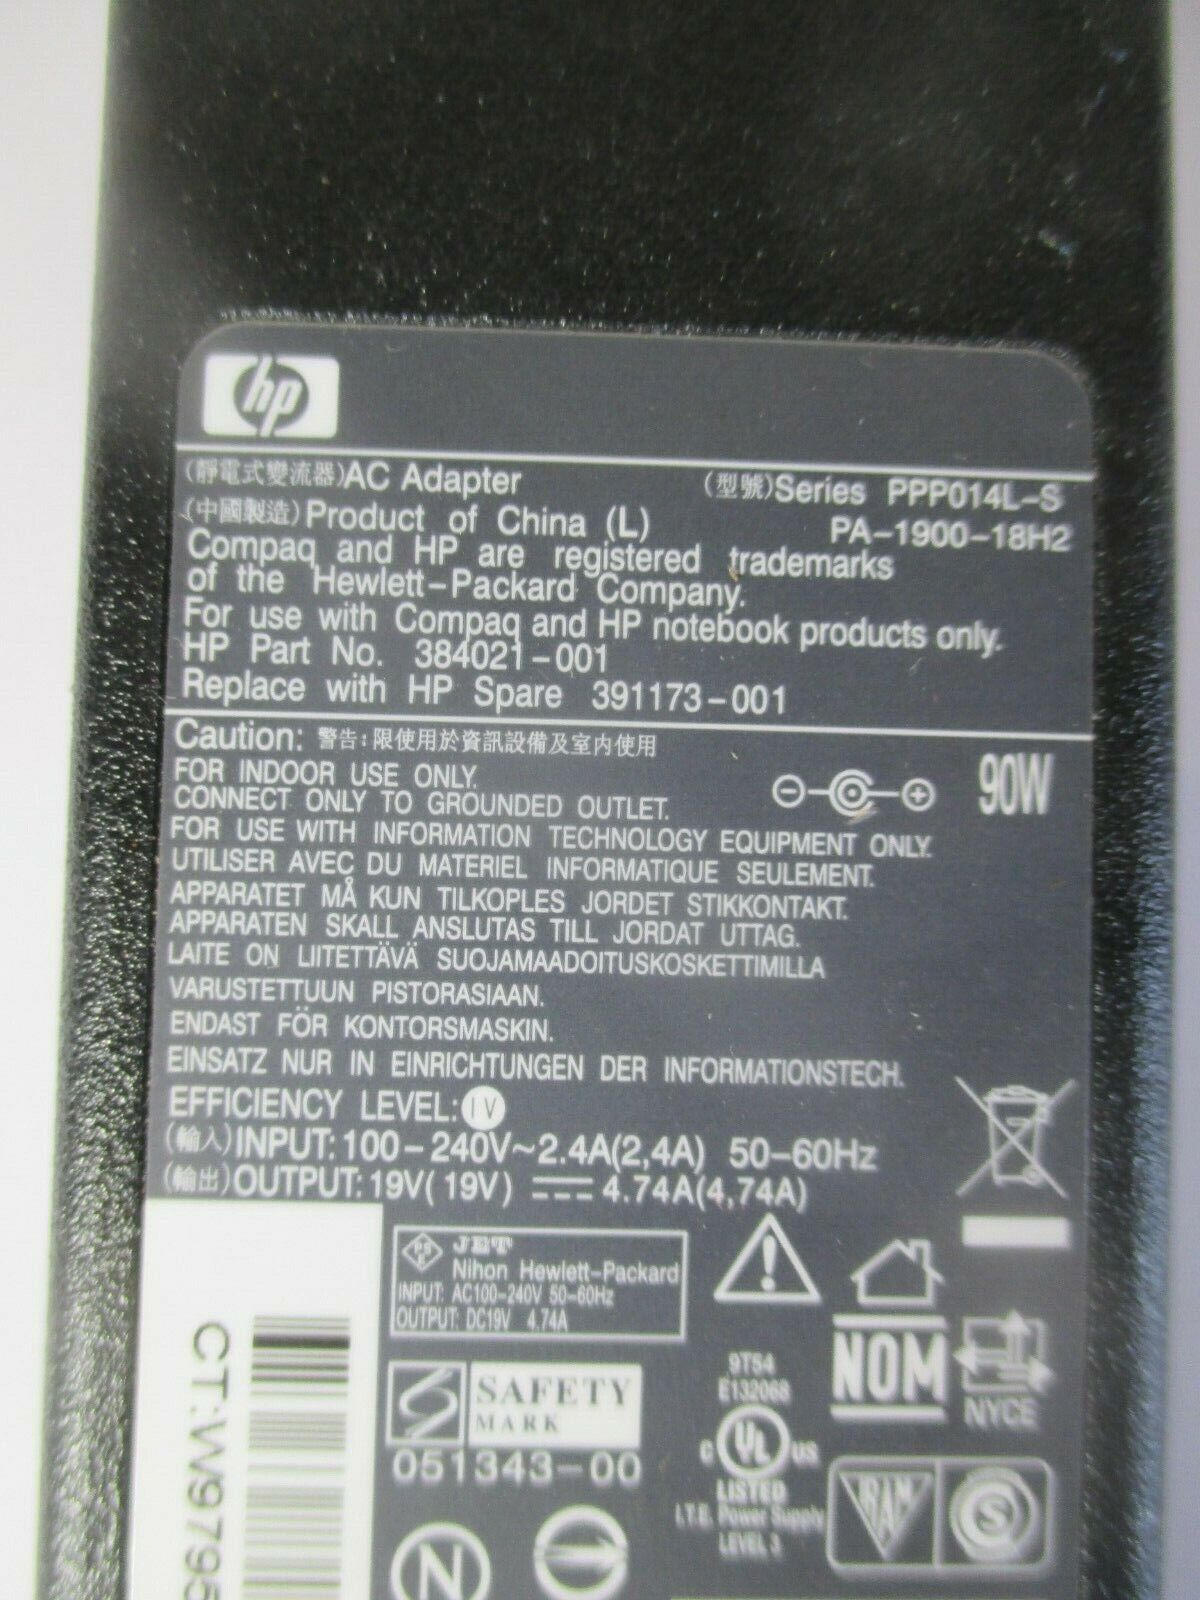 hp
(靜電式變流器)AC Adapter (型號)Series PPP014L-S
(中國製造)Product of China (L) PA-1900-18H2
Compaq and HP are registered trademarks
of the Hewlett-Packard Company.
For use with Compaq and HP notebook products only.
HP Part No. 384021-001
Replace with HP Spare 391173-001
Caution: 警告:限使用於資訊設備及室內使用
90W
FOR INDOOR USE ONLY.
CONNECT ONLY TO GROUNDED OUTLET.
FOR USE WITH INFORMATION TECHNOLOGY EQUIPMENT ONLY.
UTILISER AVEC DU MATERIEL INFORMATIQUE SEULEMENT.
APPARATET MÅ KUN TILKOPLES JORDET STIKKONTAKT.
APPARATEN SKALL ANSLUTAS TILL JORDAT UTTAG.
LAITE ON LIITETTÄVÄ SUOJAMAADOITUSKOSKETTIMILLA
VARUSTETTUUN PISTORASIAAN.
ENDAST FÖR KONTORSMASKIN.
EINSATZ NUR IN EINRICHTUNGEN DER INFORMATIONSTECH.
EFFICIENCY LEVEL: IV
(輸入)INPUT: 100-240V~2.4A(2,4A) 50-60Hz
(輸出)OUTPUT: 19V( 19V) ⎓ 4.74A(4,74A)
PS E JET
Nihon Hewlett-Packard
INPUT: AC100-240V 50-60Hz
OUTPUT: DC19V 4.74A
SAFETY
MARK
051343-00
9T54
E132068
c UL us
LISTED
I.T.E. Power Supply
LEVEL 3
NOM
NYCE
RAM
S
N
CT:W9795